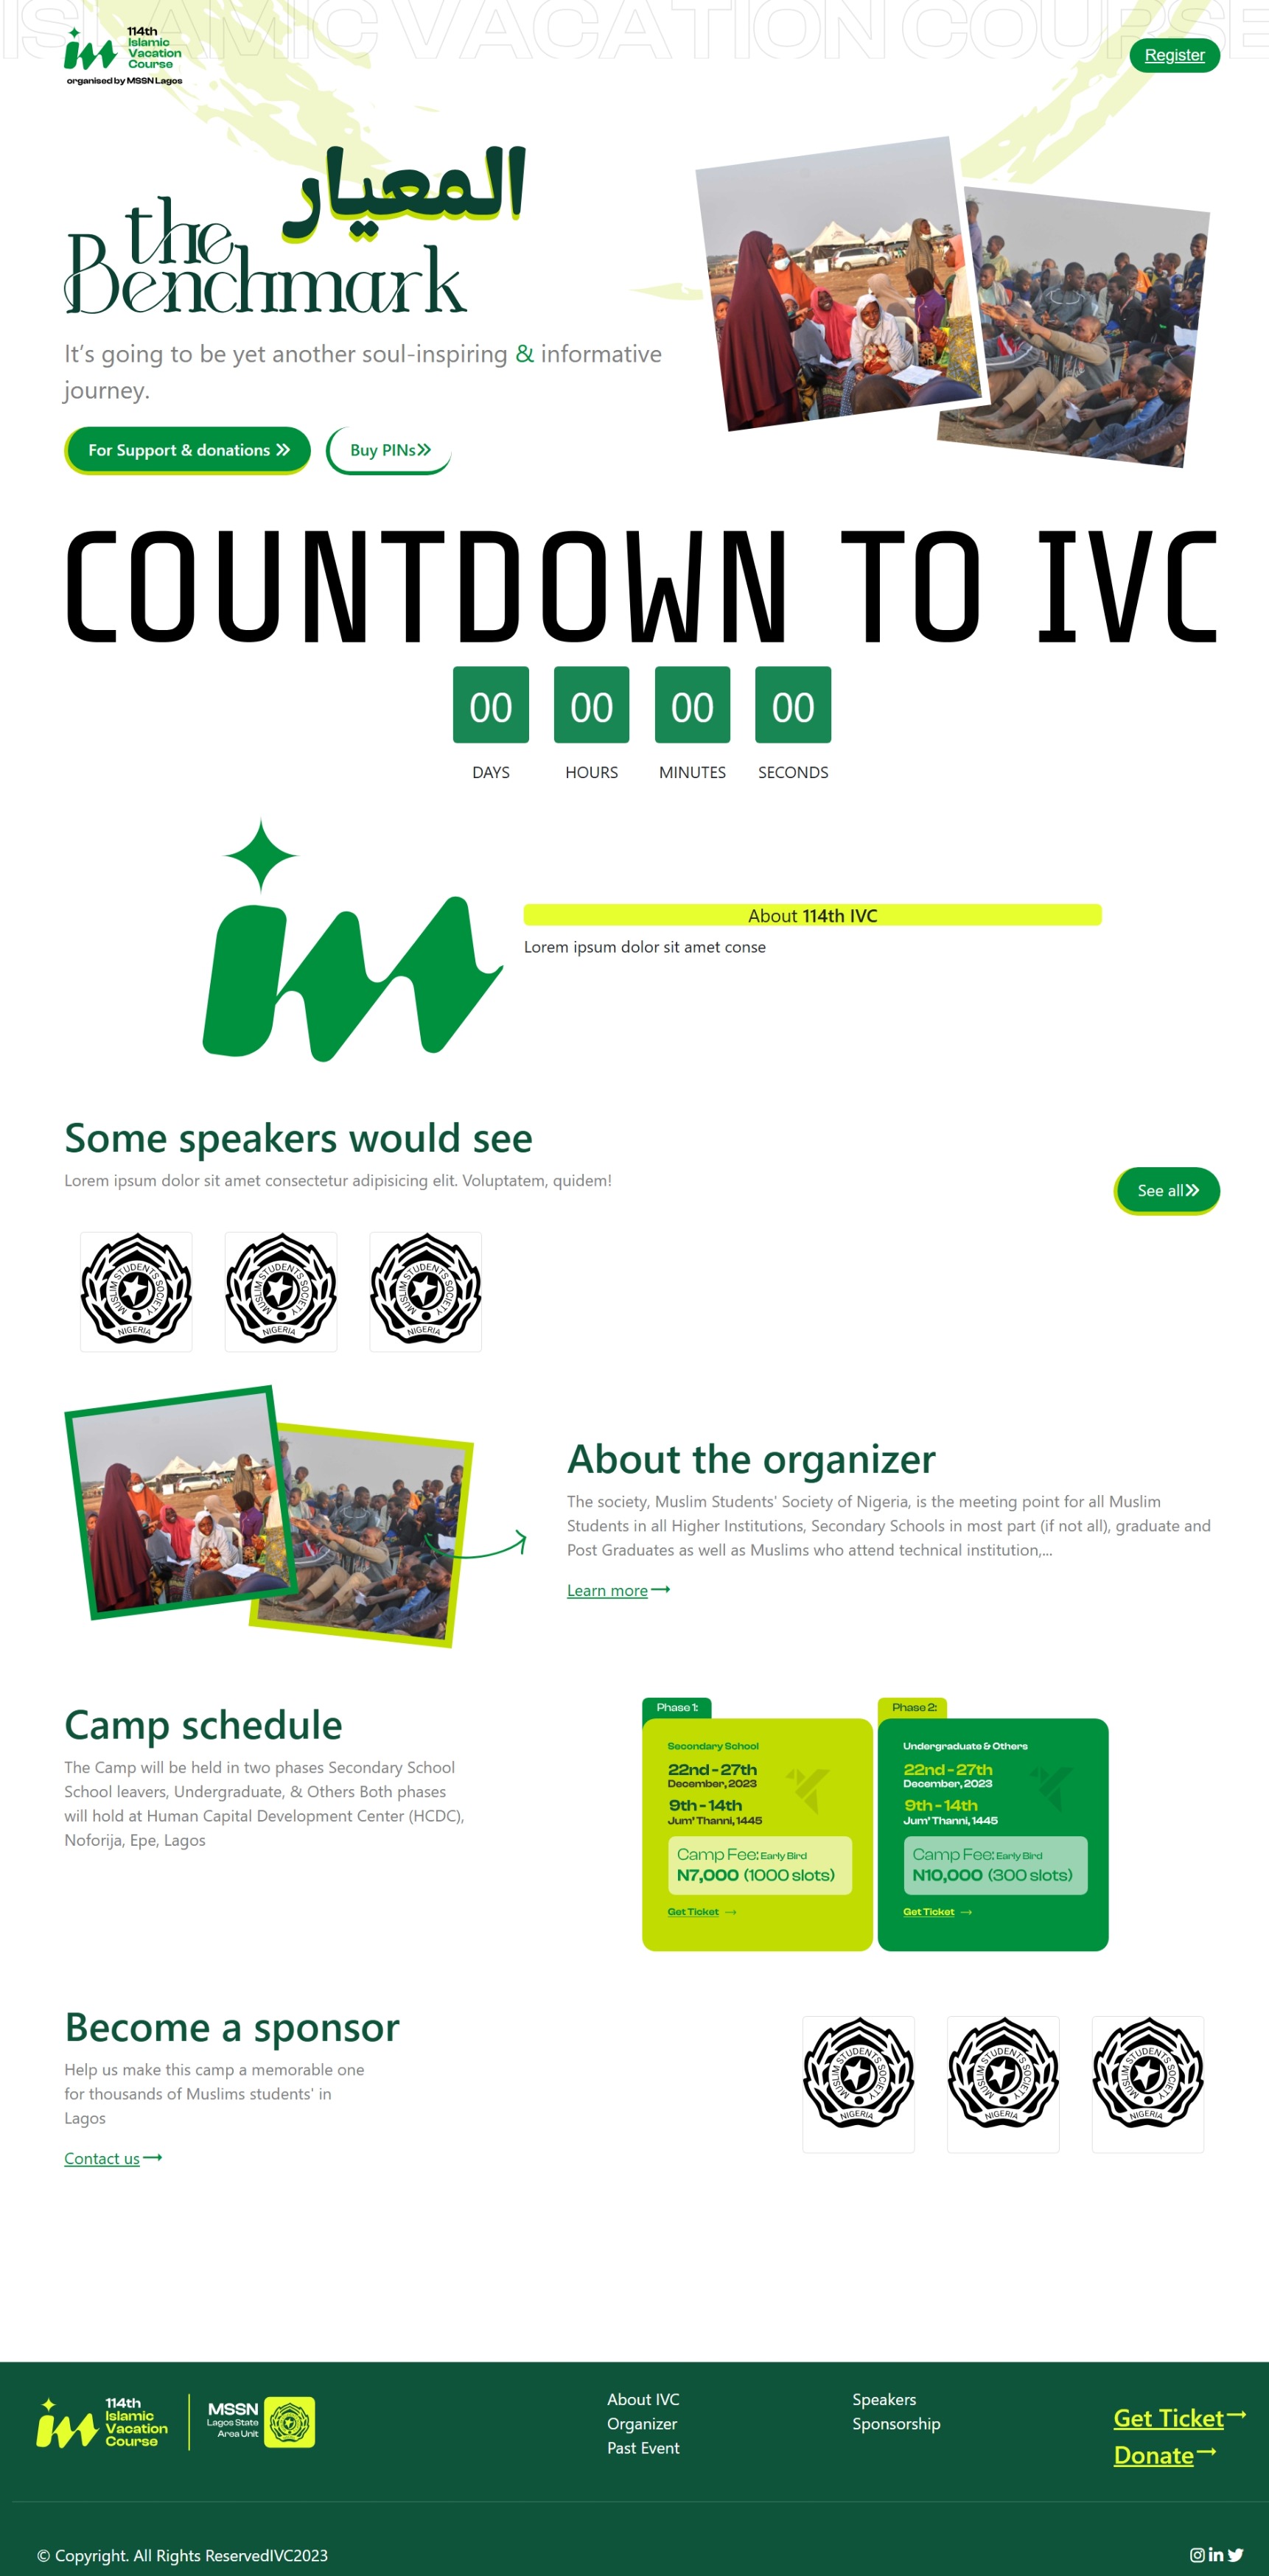 ISLAMIC VACATION COURSE
114th
Islamic
Vacation
Course
organised by MSSN Lagos
Register
المعيار
the
Benchmark
It’s going to be yet another soul-inspiring & informative
journey.
For Support & donations
Buy PINs
COUNTDOWN TO IVC
00 00 00 00
DAYS HOURS MINUTES SECONDS
About 114th IVC
Lorem ipsum dolor sit amet conse
Some speakers would see
Lorem ipsum dolor sit amet consectetur adipisicing elit. Voluptatem, quidem!
See all
MUSLIM STUDENTS SOCIETY
NIGERIA
MUSLIM STUDENTS SOCIETY
NIGERIA
MUSLIM STUDENTS SOCIETY
NIGERIA
About the organizer
The society, Muslim Students' Society of Nigeria, is the meeting point for all Muslim
Students in all Higher Institutions, Secondary Schools in most part (if not all), graduate and
Post Graduates as well as Muslims who attend technical institution,...
Learn more
Camp schedule
The Camp will be held in two phases Secondary School
School leavers, Undergraduate, & Others Both phases
will hold at Human Capital Development Center (HCDC),
Noforija, Epe, Lagos
Phase 1:
Secondary School
22nd - 27th
December, 2023
9th - 14th
Jum' Thanni, 1445
Camp Fee: Early Bird
N7,000 (1000 slots)
Get Ticket
Phase 2:
Undergraduate & Others
22nd - 27th
December, 2023
9th - 14th
Jum' Thanni, 1445
Camp Fee: Early Bird
N10,000 (300 slots)
Get Ticket
Become a sponsor
Help us make this camp a memorable one
for thousands of Muslims students' in
Lagos
Contact us
MUSLIM STUDENTS SOCIETY
NIGERIA
MUSLIM STUDENTS SOCIETY
NIGERIA
MUSLIM STUDENTS SOCIETY
NIGERIA
114th
Islamic
Vacation
Course
MSSN
Lagos State
Area Unit
About IVC
Organizer
Past Event
Speakers
Sponsorship
Get Ticket
Donate
© Copyright. All Rights ReservedIVC2023